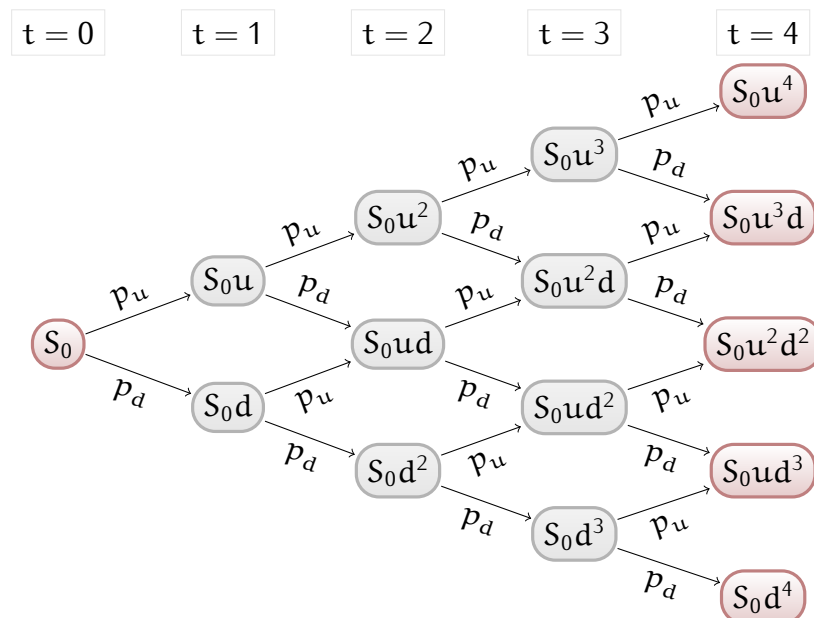 t = 0 t = 1 t = 2 t = 3 t = 4
S₀u⁴
p_u
S₀u³
p_u p_d
S₀u² S₀u³d
p_u p_d p_u
S₀u S₀u²d
p_u p_d p_u p_d
S₀ S₀ud S₀u²d²
p_d p_u p_d p_u
S₀d S₀ud²
p_d p_u p_d
S₀d² S₀ud³
p_d p_u
S₀d³
p_d
S₀d⁴